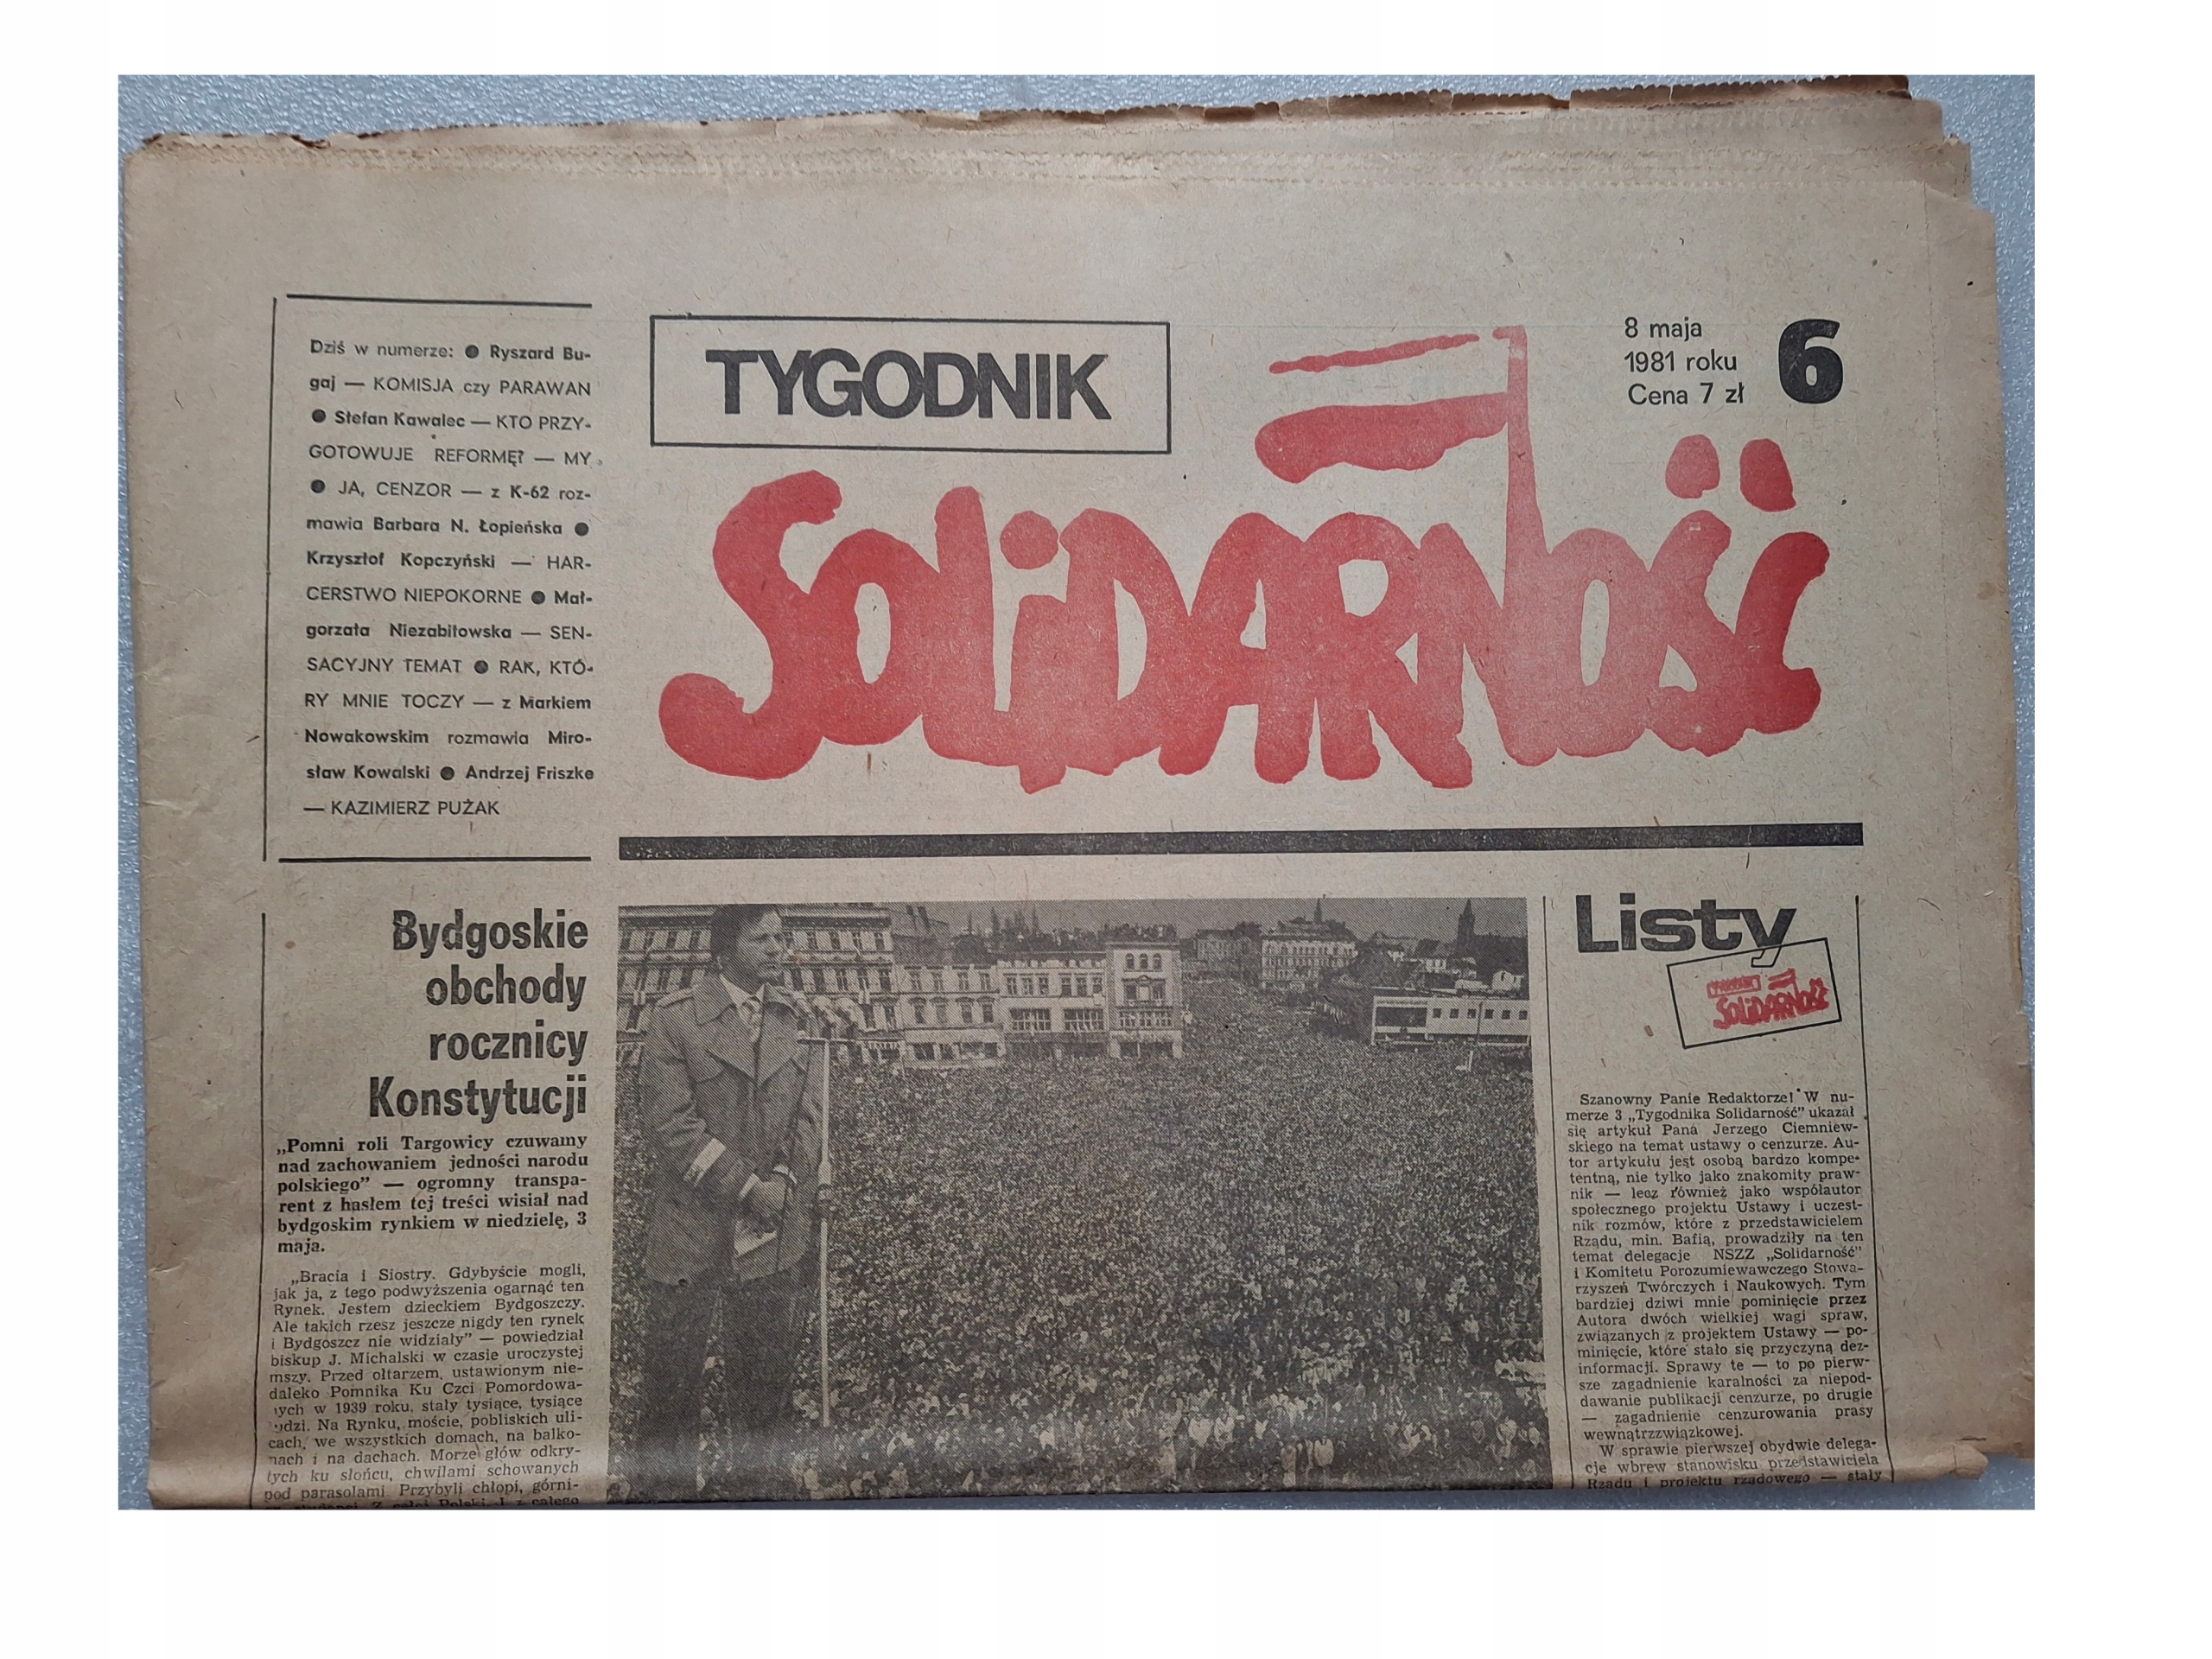 Dziś w numerze: ● Ryszard Bu-
gaj — KOMISJA czy PARAWAN
● Stefan Kawalec — KTO PRZY-
GOTOWUJE REFORMĘ? — MY
● JA, CENZOR — z K-62 roz-
mawia Barbara N. Łopieńska ●
Krzysztof Kopczyński — HAR-
CERSTWO NIEPOKORNE ● Mał-
gorzata Niezabitowska — SEN-
SACYJNY TEMAT ● RAK, KTÓ-
RY MNIE TOCZY — z Markiem
Nowakowskim rozmawia Miro-
sław Kowalski ● Andrzej Friszke
— KAZIMIERZ PUŻAK
TYGODNIK
SOLIDARNOŚĆ
8 maja
1981 roku
Cena 7 zł
6
Bydgoskie
obchody
rocznicy
Konstytucji
„Pomni roli Targowicy czuwamy
nad zachowaniem jedności narodu
polskiego” — ogromny transpa-
rent z hasłem tej treści wisiał nad
bydgoskim rynkiem w niedzielę, 3
maja.
„Bracia i Siostry. Gdybyście mogli,
jak ja, z tego podwyższenia ogarnąć ten
Rynek. Jestem dzieckiem Bydgoszczy.
Ale takich rzesz jeszcze nigdy ten rynek
i Bydgoszcz nie widziały” — powiedział
biskup J. Michalski w czasie uroczystej
mszy. Przed ołtarzem, ustawionym nie-
daleko Pomnika Ku Czci Pomordowa-
nych w 1939 roku, stały tysiące, tysiące
ludzi. Na Rynku, moście, pobliskich uli-
cach, we wszystkich domach, na balko-
nach i na dachach. Morze głów odkry-
tych ku słońcu, chwilami schowanych
pod parasolami. Przybyli chłopi, górni-
Z całej Polski. I z całego
Listy
TYGODNIK
SOLIDARNOŚĆ
Szanowny Panie Redaktorze! W nu-
merze 3 „Tygodnika Solidarność” ukazał
się artykuł Pana Jerzego Ciemniew-
skiego na temat ustawy o cenzurze. Au-
tor artykułu jest osobą bardzo kompe-
tentną, nie tylko jako znakomity praw-
nik — lecz również jako współautor
społecznego projektu Ustawy i uczest-
nik rozmów, które z przedstawicielem
Rządu, min. Bafią, prowadziły na ten
temat delegacje NSZZ „Solidarność”
i Komitetu Porozumiewawczego Stowa-
rzyszeń Twórczych i Naukowych. Tym
bardziej dziwi mnie pominięcie przez
Autora dwóch wielkiej wagi spraw,
związanych z projektem Ustawy — po-
minięcie, które stało się przyczyną dez-
informacji. Sprawy te — to po pierw-
sze zagadnienie karalności za niepod-
dawanie publikacji cenzurze, po drugie
— zagadnienie cenzurowania prasy
wewnątrzzwiązkowej.
W sprawie pierwszej obydwie delega-
cje wbrew stanowisku przedstawiciela
Rządu i projektu rządowego — stały